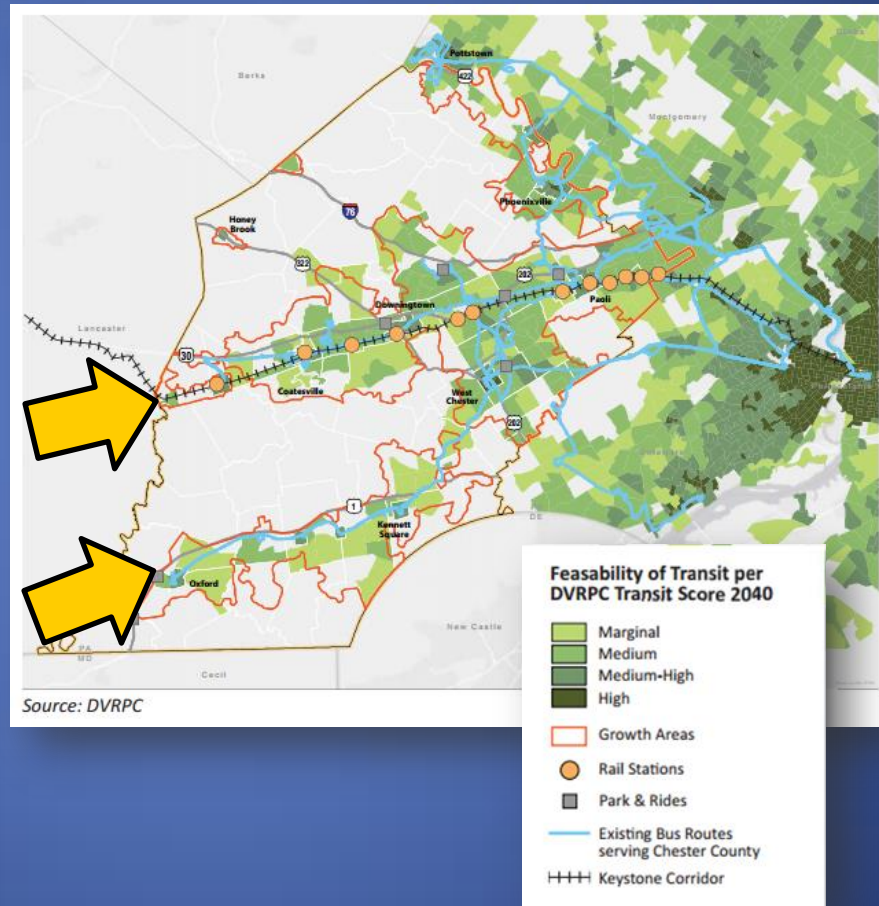 Pottstown
422
Berks
Montgomery
Phoenixville
76
Honey
Brook
322
202
Downingtown
Paoli
Lancaster
30
Coatesville
West
Chester
202
1
Kennett
Square
Oxford
DE
New Castle
PA
MD
Cecil
Source: DVRPC
Feasability of Transit per
DVRPC Transit Score 2040
Marginal
Medium
Medium-High
High
Growth Areas
Rail Stations
Park & Rides
Existing Bus Routes
serving Chester County
Keystone Corridor